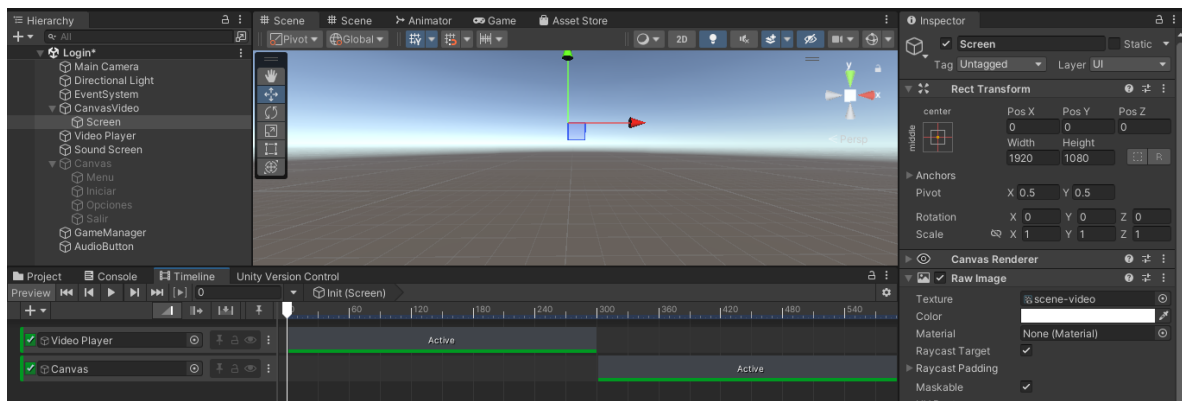 Hierarchy
All
Login*
Main Camera
Directional Light
EventSystem
CanvasVideo
Screen
Video Player
Sound Screen
Canvas
Menu
Iniciar
Opciones
Salir
GameManager
AudioButton
Scene Scene Animator Game Asset Store
Pivot Global 2D
y
x
Persp
Inspector
Screen Static
Tag Untagged Layer UI
Rect Transform
center Pos X Pos Y Pos Z
middle 0 0 0
Width Height
1920 1080 R
Anchors
Pivot X 0.5 Y 0.5
Rotation X 0 Y 0 Z 0
Scale X 1 Y 1 Z 1
Canvas Renderer
Raw Image
Texture scene-video
Color
Material None (Material)
Raycast Target
Raycast Padding
Maskable
Project Console Timeline Unity Version Control
Preview 0 Init (Screen)
60 120 180 240 300 360 420 480 540
Video Player Active
Canvas Active